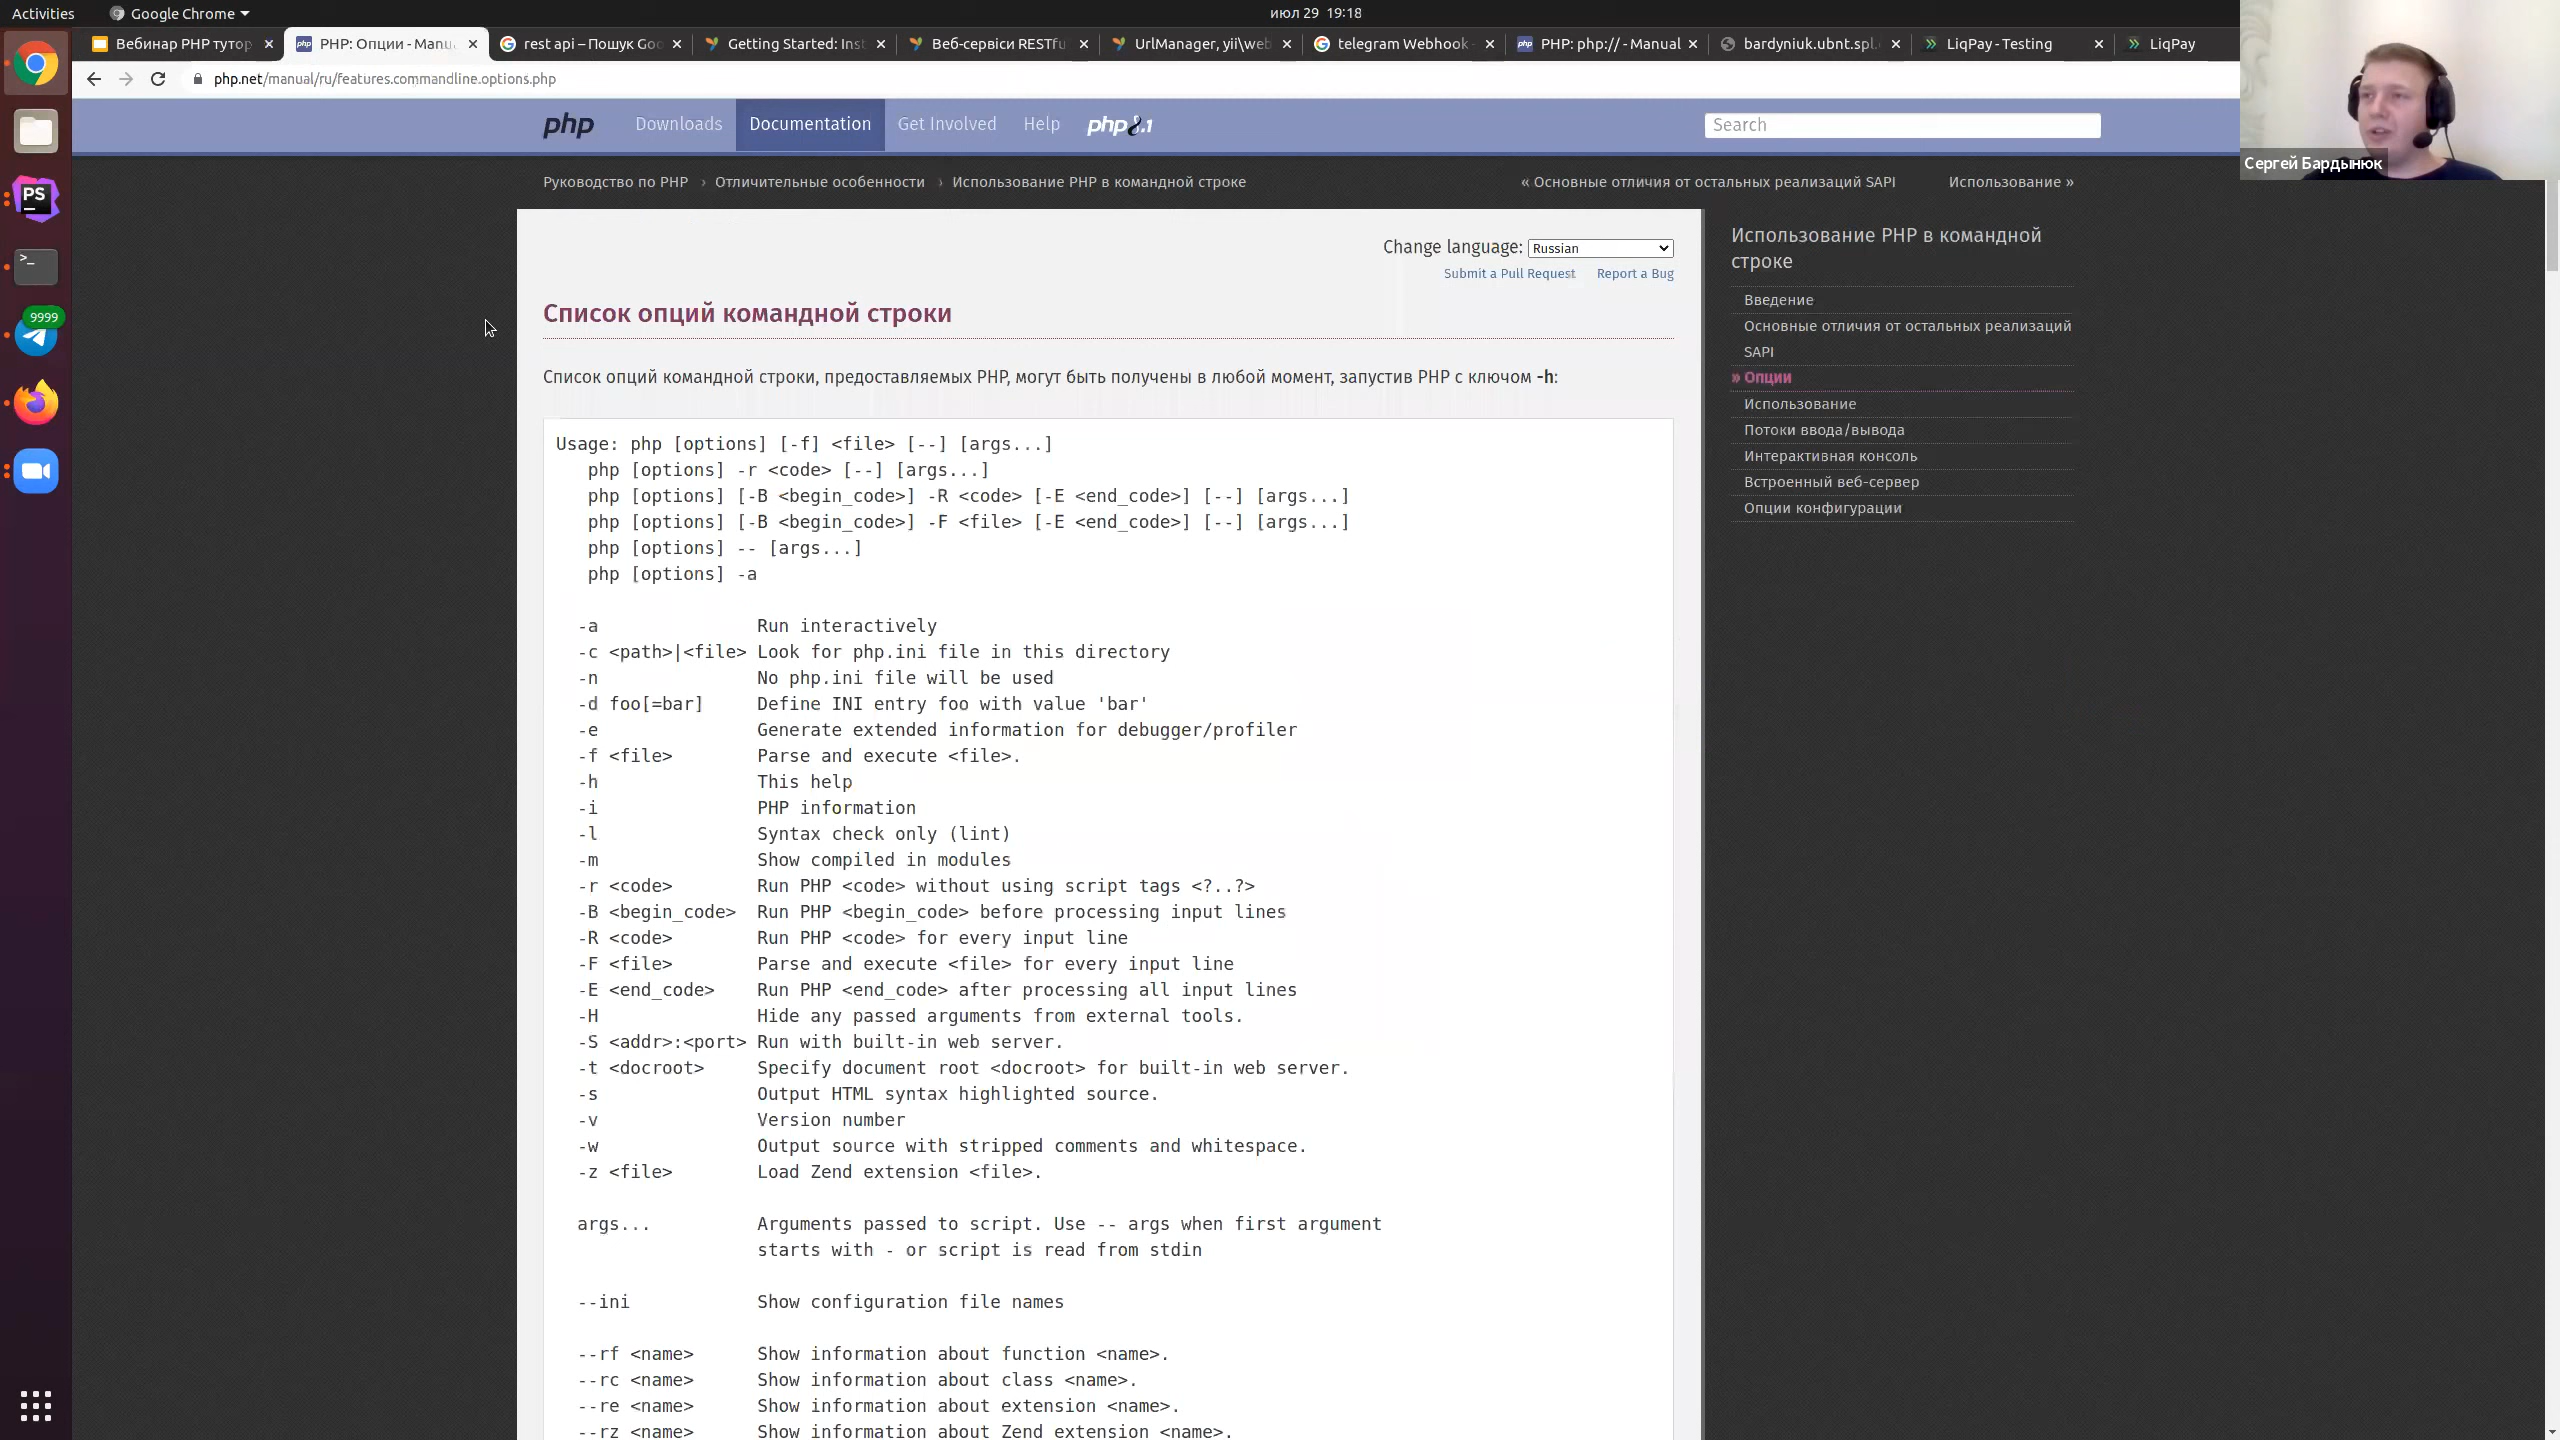 Activities
Google Chrome
июл 29 19:18
Вебинар PHP тутор
PHP: Опции - Manu
rest api – Пошук Goo
Getting Started: Inst
Веб-сервіси RESTfu
UrlManager, yii\web
telegram Webhook -
PHP: php:// - Manual
bardyniuk.ubnt.spl.
LiqPay - Testing
LiqPay
php.net/manual/ru/features.commandline.options.php
php
Downloads
Documentation
Get Involved
Help
php8.1
Search
Сергей Бардынюк
Руководство по PHP › Отличительные особенности › Использование PHP в командной строке
« Основные отличия от остальных реализаций SAPI
Использование »
PS
>_
9999
Change language: Russian
Submit a Pull Request Report a Bug
Список опций командной строки
Список опций командной строки, предоставляемых PHP, могут быть получены в любой момент, запустив PHP с ключом -h:
Usage: php [options] [-f] <file> [--] [args...]
php [options] -r <code> [--] [args...]
php [options] [-B <begin_code>] -R <code> [-E <end_code>] [--] [args...]
php [options] [-B <begin_code>] -F <file> [-E <end_code>] [--] [args...]
php [options] -- [args...]
php [options] -a
-a Run interactively
-c <path>|<file> Look for php.ini file in this directory
-n No php.ini file will be used
-d foo[=bar] Define INI entry foo with value 'bar'
-e Generate extended information for debugger/profiler
-f <file> Parse and execute <file>.
-h This help
-i PHP information
-l Syntax check only (lint)
-m Show compiled in modules
-r <code> Run PHP <code> without using script tags <?..?>
-B <begin_code> Run PHP <begin_code> before processing input lines
-R <code> Run PHP <code> for every input line
-F <file> Parse and execute <file> for every input line
-E <end_code> Run PHP <end_code> after processing all input lines
-H Hide any passed arguments from external tools.
-S <addr>:<port> Run with built-in web server.
-t <docroot> Specify document root <docroot> for built-in web server.
-s Output HTML syntax highlighted source.
-v Version number
-w Output source with stripped comments and whitespace.
-z <file> Load Zend extension <file>.
args... Arguments passed to script. Use -- args when first argument
starts with - or script is read from stdin
--ini Show configuration file names
--rf <name> Show information about function <name>.
--rc <name> Show information about class <name>.
--re <name> Show information about extension <name>.
--rz <name> Show information about Zend extension <name>.
Использование PHP в командной
строке
Введение
Основные отличия от остальных реализаций
SAPI
» Опции
Использование
Потоки ввода/вывода
Интерактивная консоль
Встроенный веб-сервер
Опции конфигурации